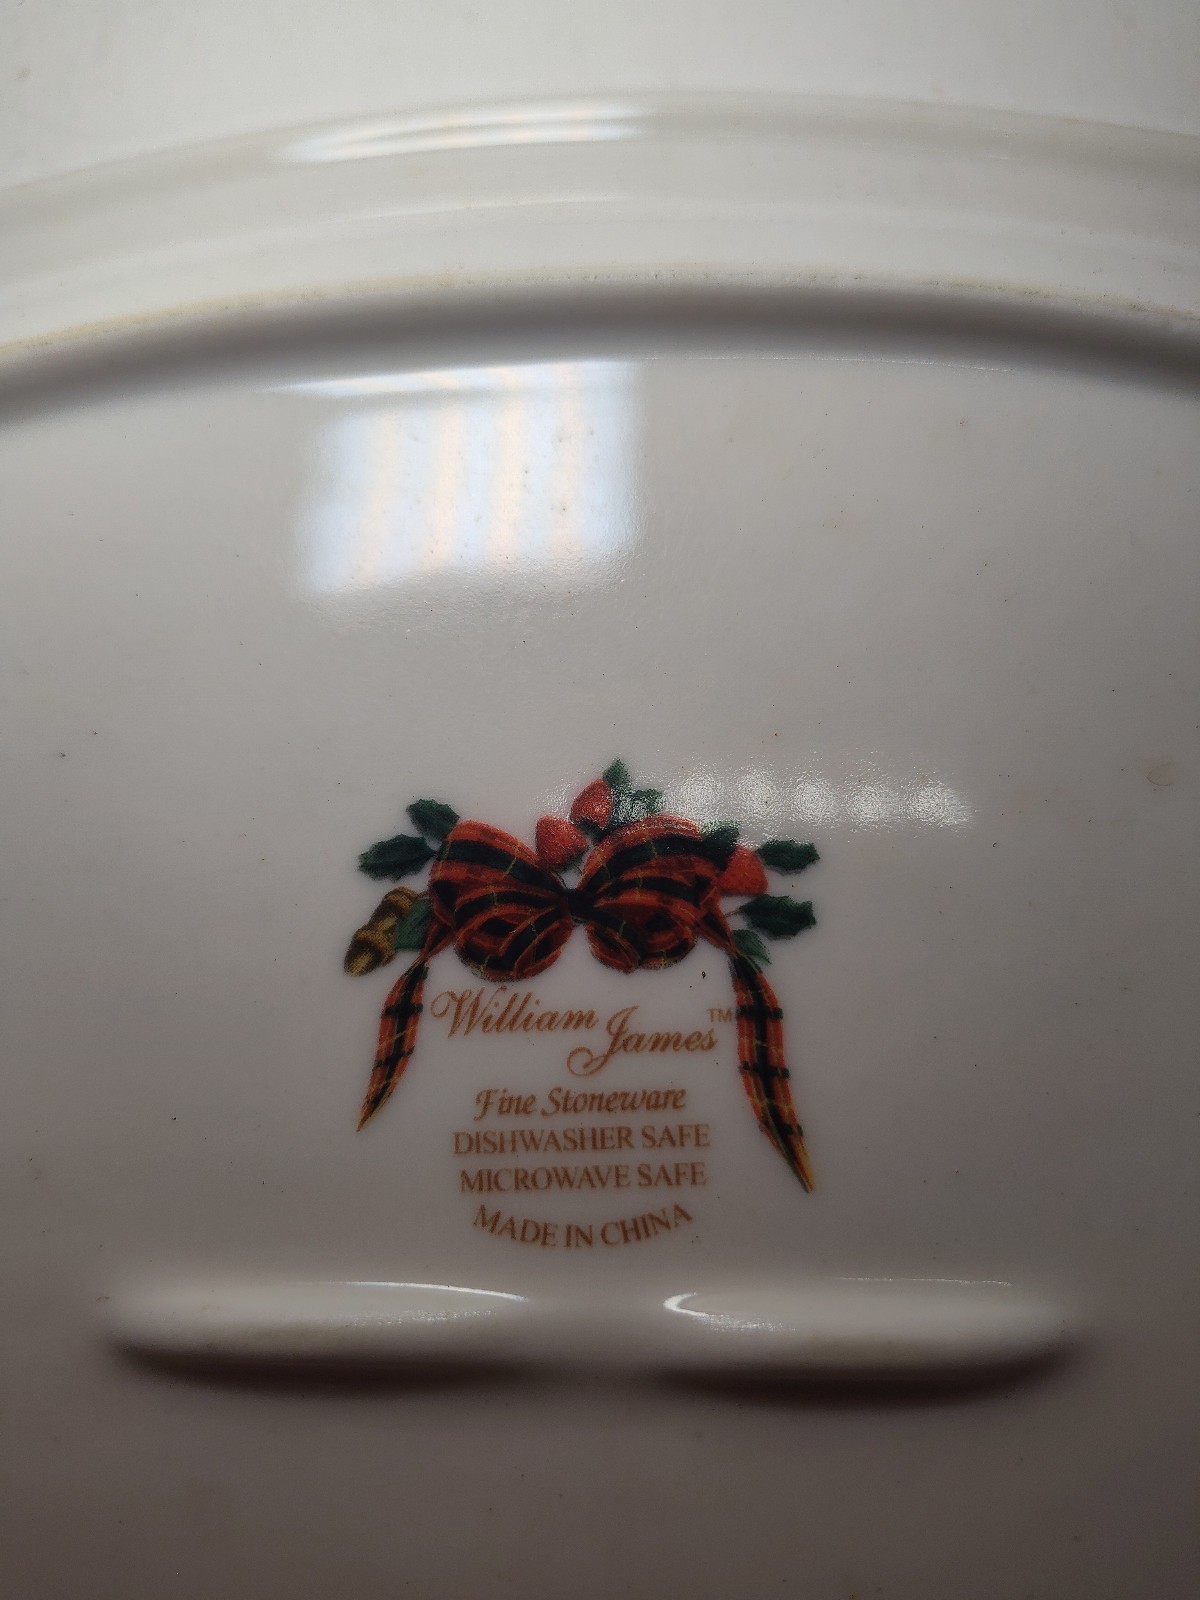 William James™
Fine Stoneware
DISHWASHER SAFE
MICROWAVE SAFE
MADE IN CHINA